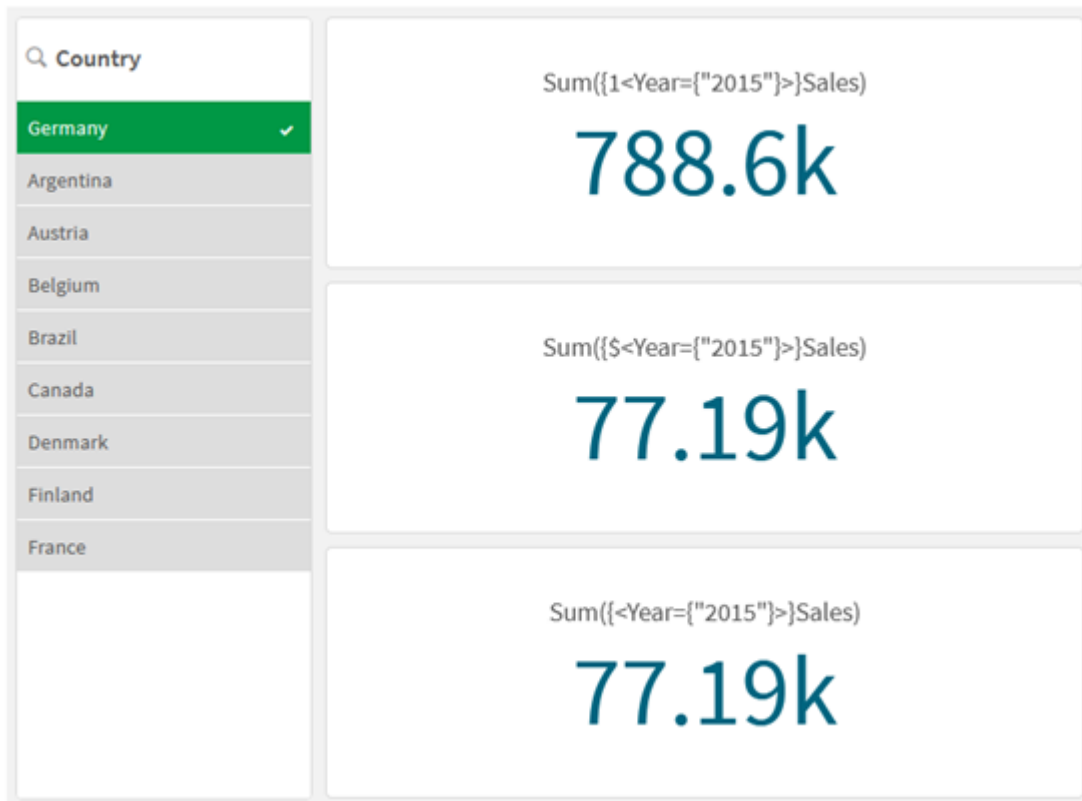 Country
Germany
Argentina
Austria
Belgium
Brazil
Canada
Denmark
Finland
France
Sum({1<Year={"2015"}>}Sales)
788.6k
Sum({$<Year={"2015"}>}Sales)
77.19k
Sum({<Year={"2015"}>}Sales)
77.19k